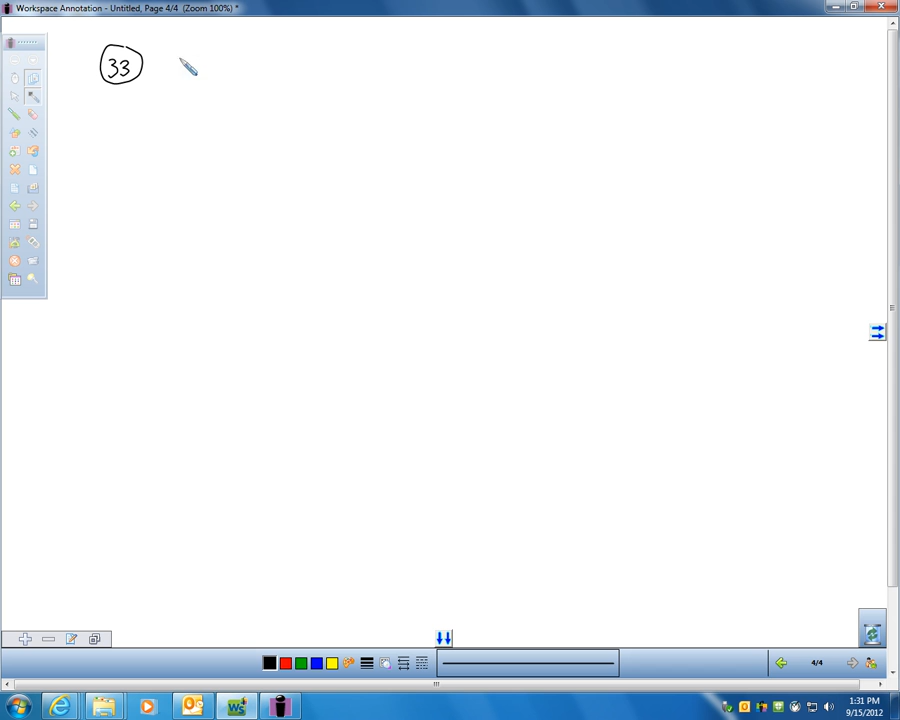 Workspace Annotation - Untitled, Page 4/4 (Zoom 100%) *
33
4/4
1:31 PM
9/15/2012